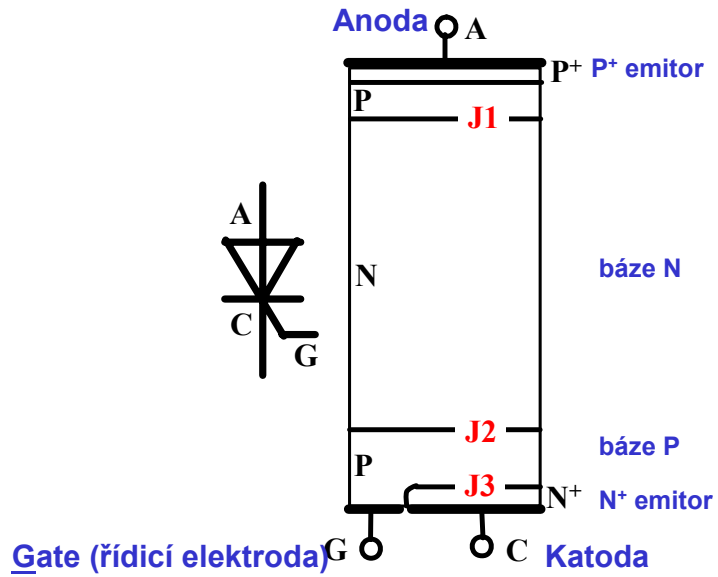 Anoda A
P⁺ P⁺ emitor
P
J1
A
N
báze N
C
G
J2
báze P
P
J3
N⁺ N⁺ emitor
Gate (řídicí elektroda) G C Katoda